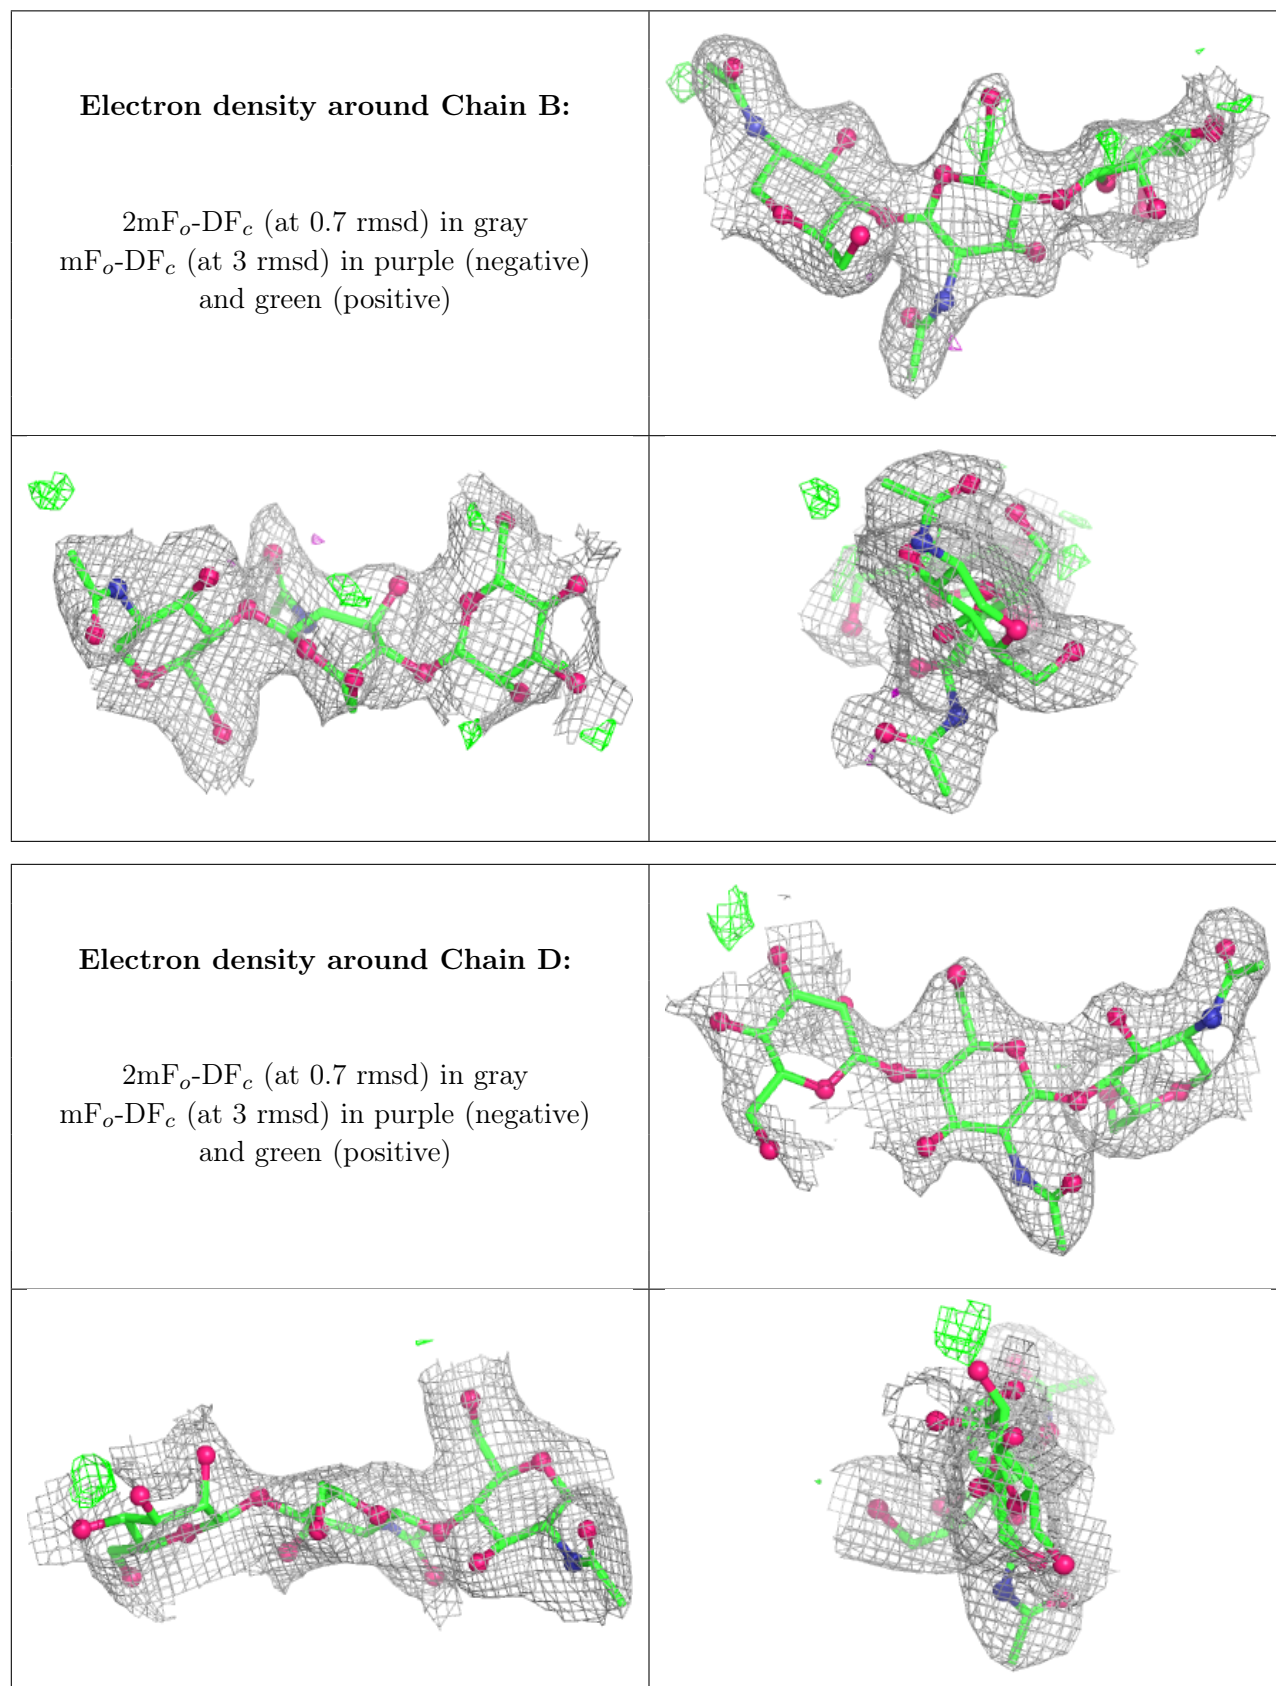 Electron density around Chain B:
2mFo-DFc (at 0.7 rmsd) in gray
mFo-DFc (at 3 rmsd) in purple (negative)
and green (positive)
Electron density around Chain D:
2mFo-DFc (at 0.7 rmsd) in gray
mFo-DFc (at 3 rmsd) in purple (negative)
and green (positive)